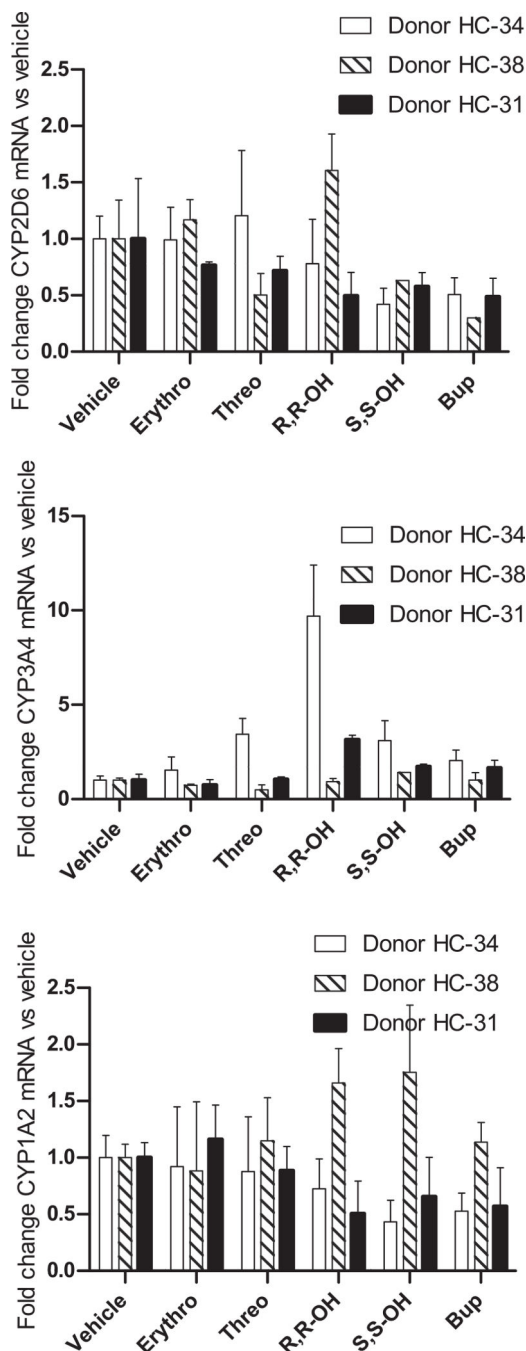 Donor HC-34
Donor HC-38
Donor HC-31
Fold change CYP2D6 mRNA vs vehicle
2.5
2.0
1.5
1.0
0.5
0.0
Vehicle
Erythro
Threo
R,R-OH
S,S-OH
Bup
Donor HC-34
Donor HC-38
Donor HC-31
Fold change CYP3A4 mRNA vs vehicle
15
10
5
0
Vehicle
Erythro
Threo
R,R-OH
S,S-OH
Bup
Donor HC-34
Donor HC-38
Donor HC-31
Fold change CYP1A2 mRNA vs vehicle
2.5
2.0
1.5
1.0
0.5
0.0
Vehicle
Erythro
Threo
R,R-OH
S,S-OH
Bup